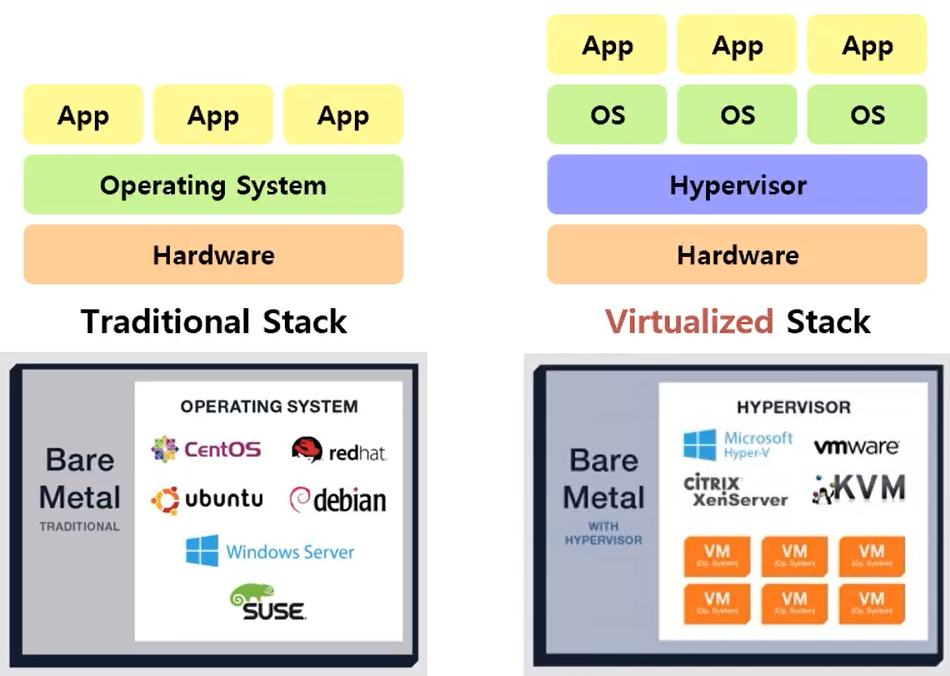 App App App
Operating System
Hardware
Traditional Stack
App App App
OS OS OS
Hypervisor
Hardware
Virtualized Stack
Bare
Metal
TRADITIONAL
OPERATING SYSTEM
CentOS redhat.
ubuntu debian
Windows Server
SUSE
Bare
Metal
WITH
HYPERVISOR
HYPERVISOR
Microsoft
Hyper-V
vmware
CITRIX
XenServer
KVM
VM VM VM
(Op. System) (Op. System) (Op. System)
VM VM VM
(Op. System) (Op. System) (Op. System)